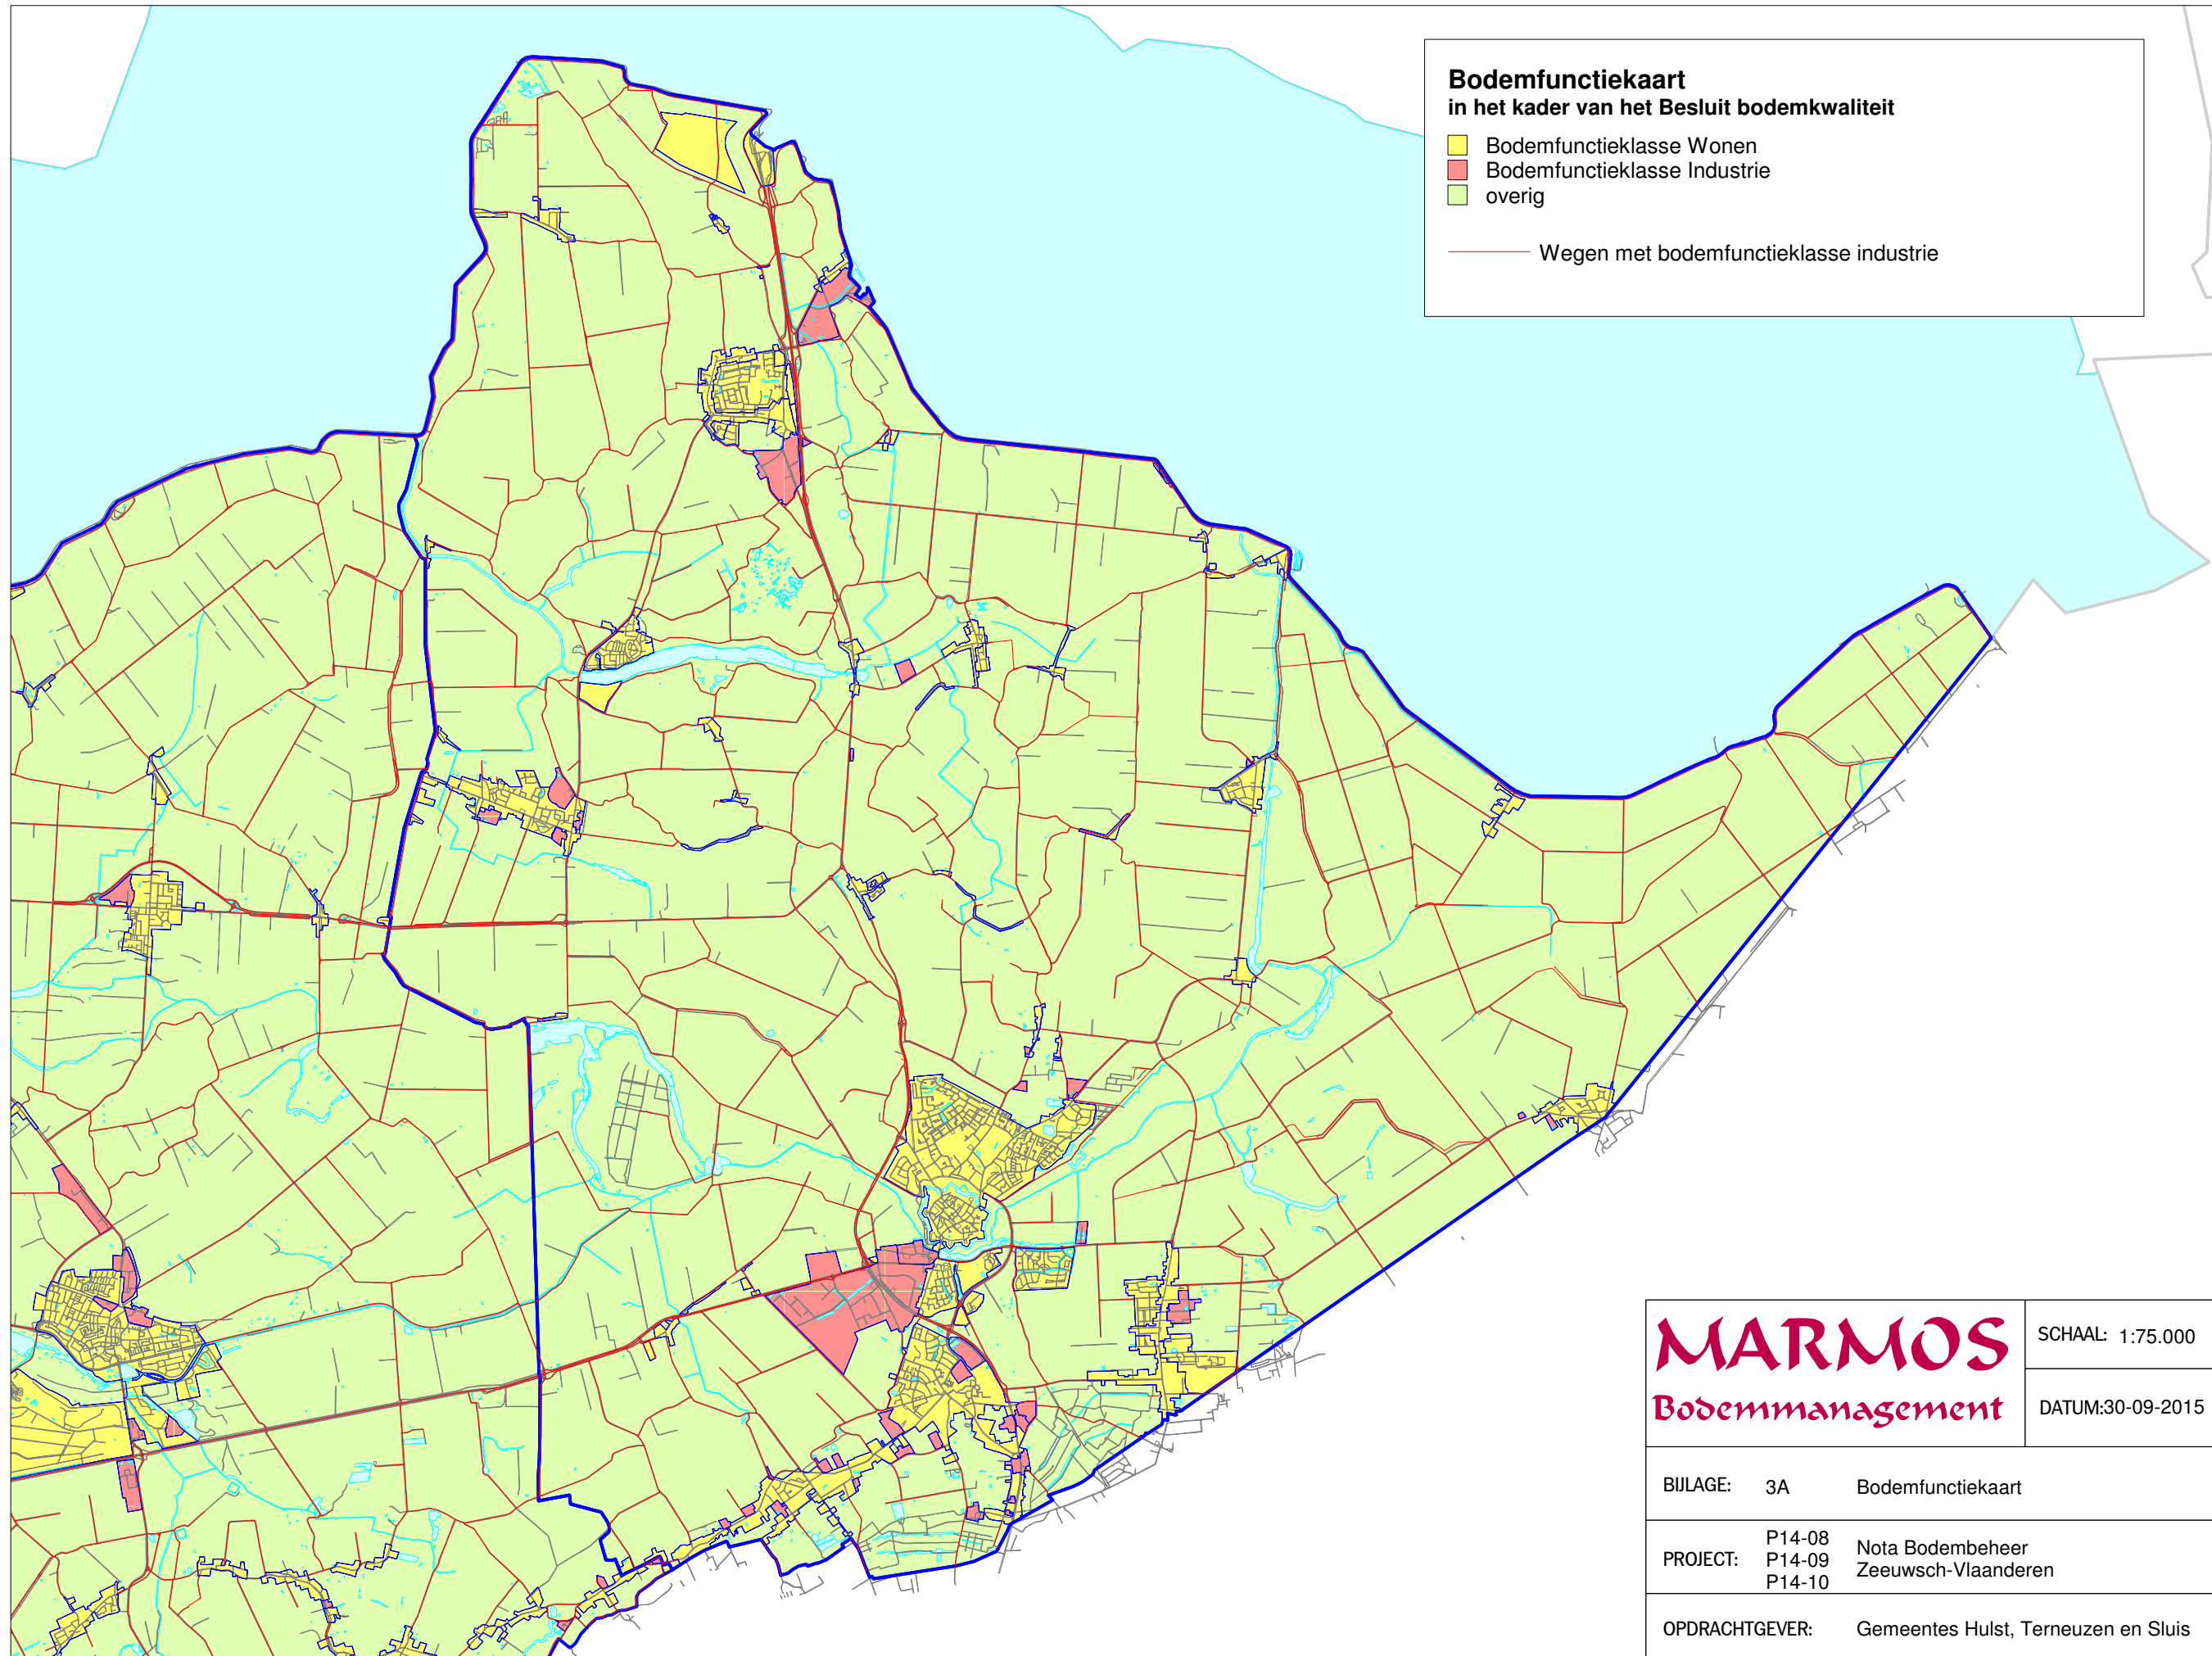 Bodemfunctiekaart
in het kader van het Besluit bodemkwaliteit
Bodemfunctieklasse Wonen
Bodemfunctieklasse Industrie
overig
Wegen met bodemfunctieklasse industrie
MARMOS
Bodemmanagement
SCHAAL: 1:75.000
DATUM:30-09-2015
BIJLAGE: 3A Bodemfunctiekaart
PROJECT: P14-08 P14-09 P14-10
Nota Bodembeheer
Zeeuwsch-Vlaanderen
OPDRACHTGEVER: Gemeentes Hulst, Terneuzen en Sluis